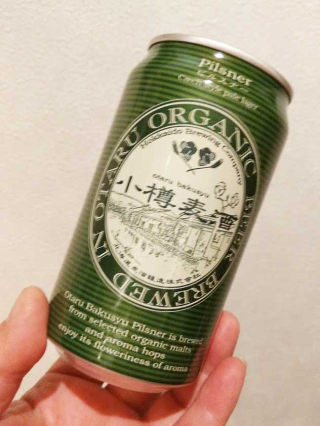 Pilsner
ピルスナー
ORGANIC BEER BREWED IN OTARU
Hokkaido Brewing Company
otaru bakusyu
小樽麦酒
Otaru Bakusyu Pilsner is brewed
from selected organic malts
and aroma hops
enjoy its floweriness of aroma